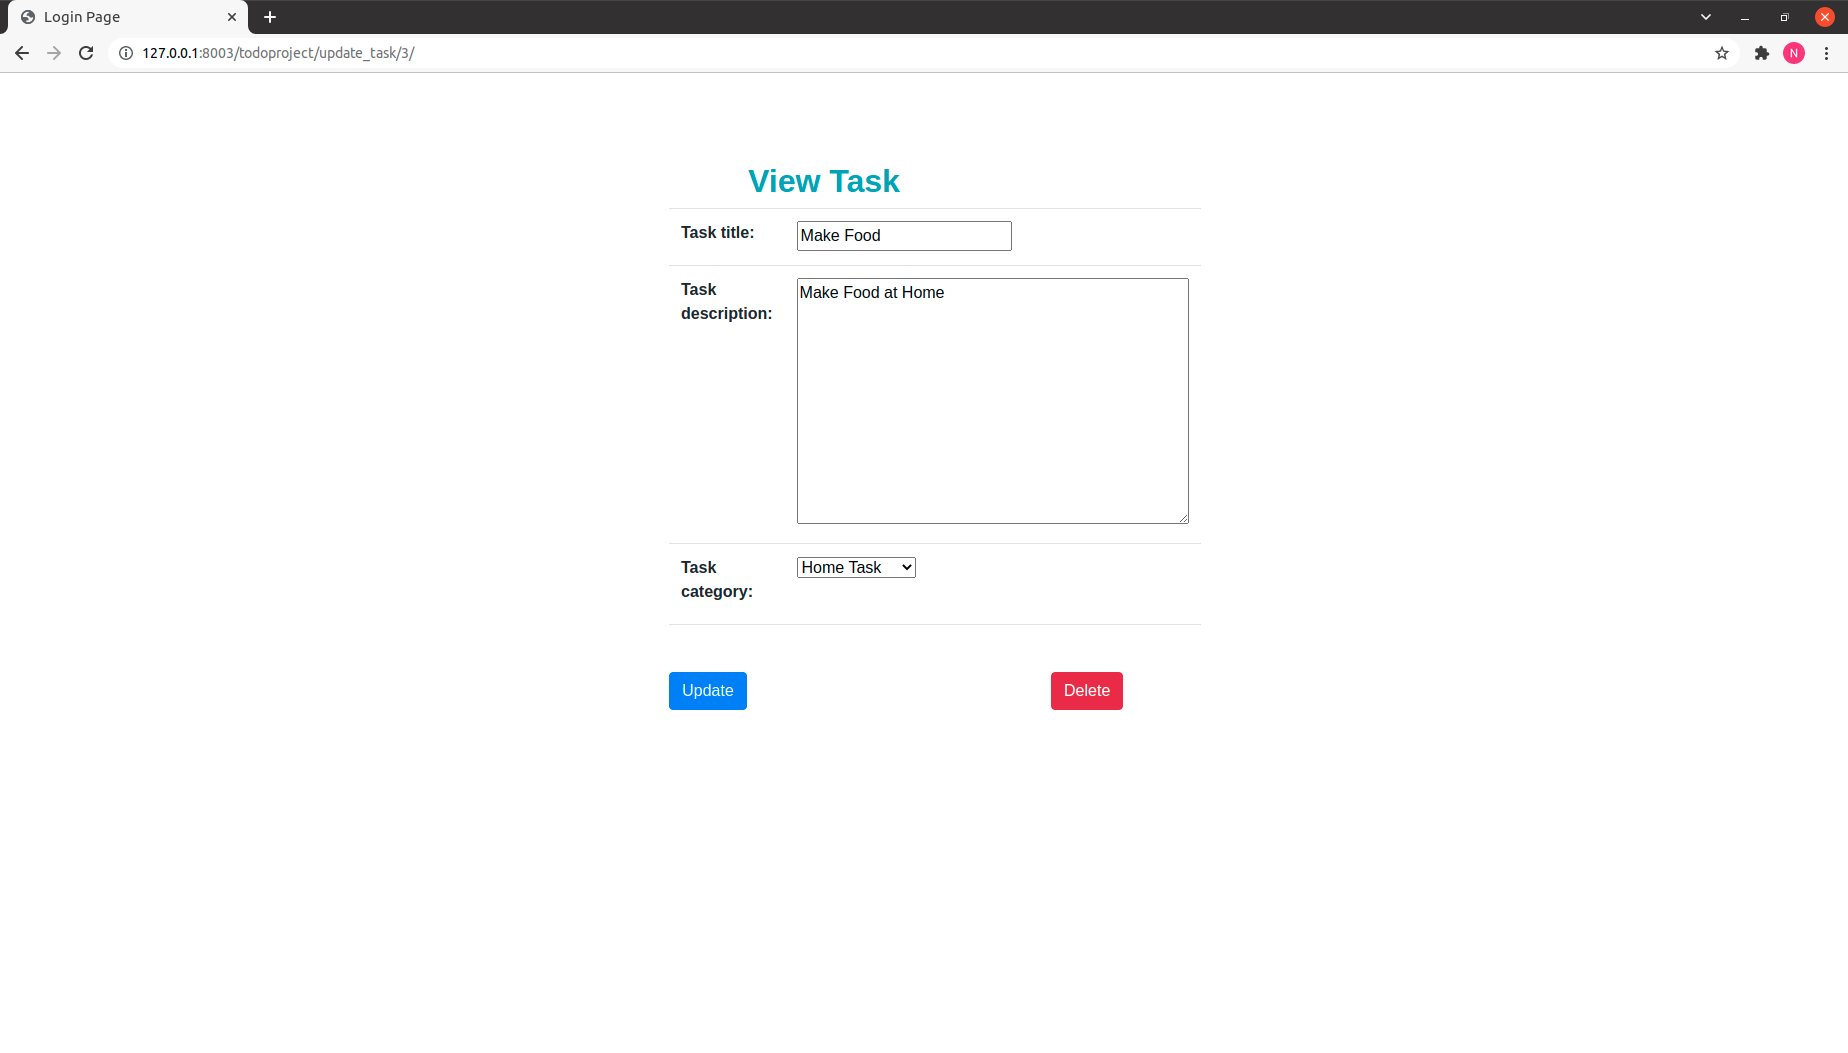 Login Page
127.0.0.1:8003/todoproject/update_task/3/
N
View Task
Task title:
Make Food
Task
description:
Make Food at Home
Task
category:
Home Task
Update
Delete